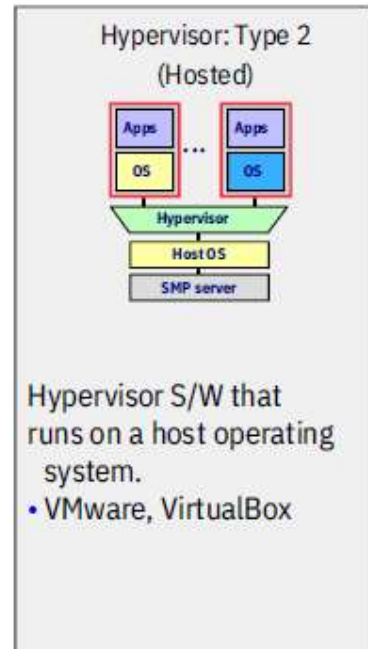 Hypervisor: Type 2
(Hosted)
Apps ... Apps
OS OS
Hypervisor
Host OS
SMP server
Hypervisor S/W that
runs on a host operating
system.
• VMware, VirtualBox